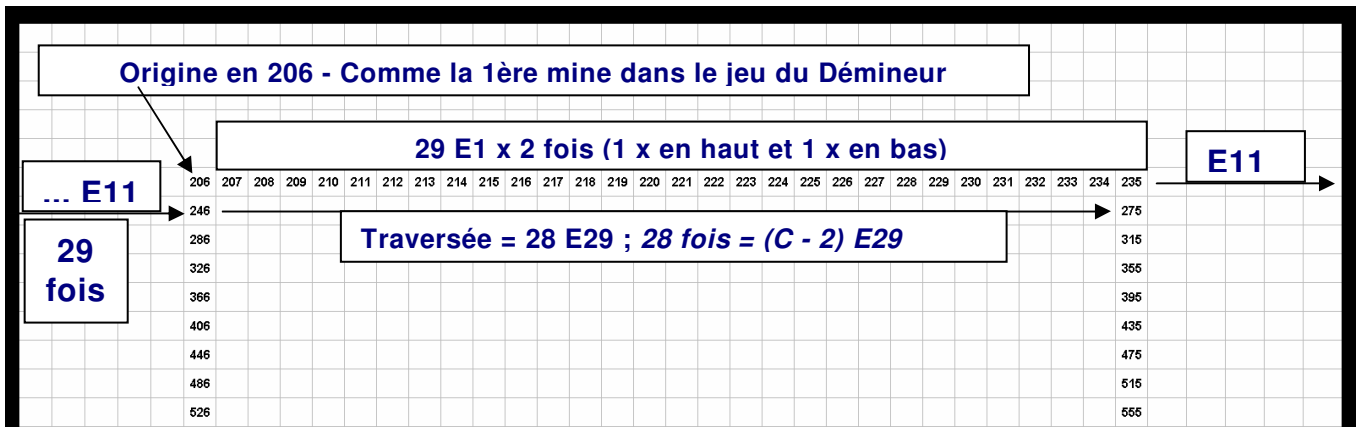 Origine en 206 - Comme la 1ère mine dans le jeu du Démineur
29 E1 x 2 fois (1 x en haut et 1 x en bas)
E11
... E11
206 207 208 209 210 211 212 213 214 215 216 217 218 219 220 221 222 223 224 225 226 227 228 229 230 231 232 233 234 235
246 275
29
fois
Traversée = 28 E29 ; 28 fois = (C - 2) E29
286 315
326 355
366 395
406 435
446 475
486 515
526 555